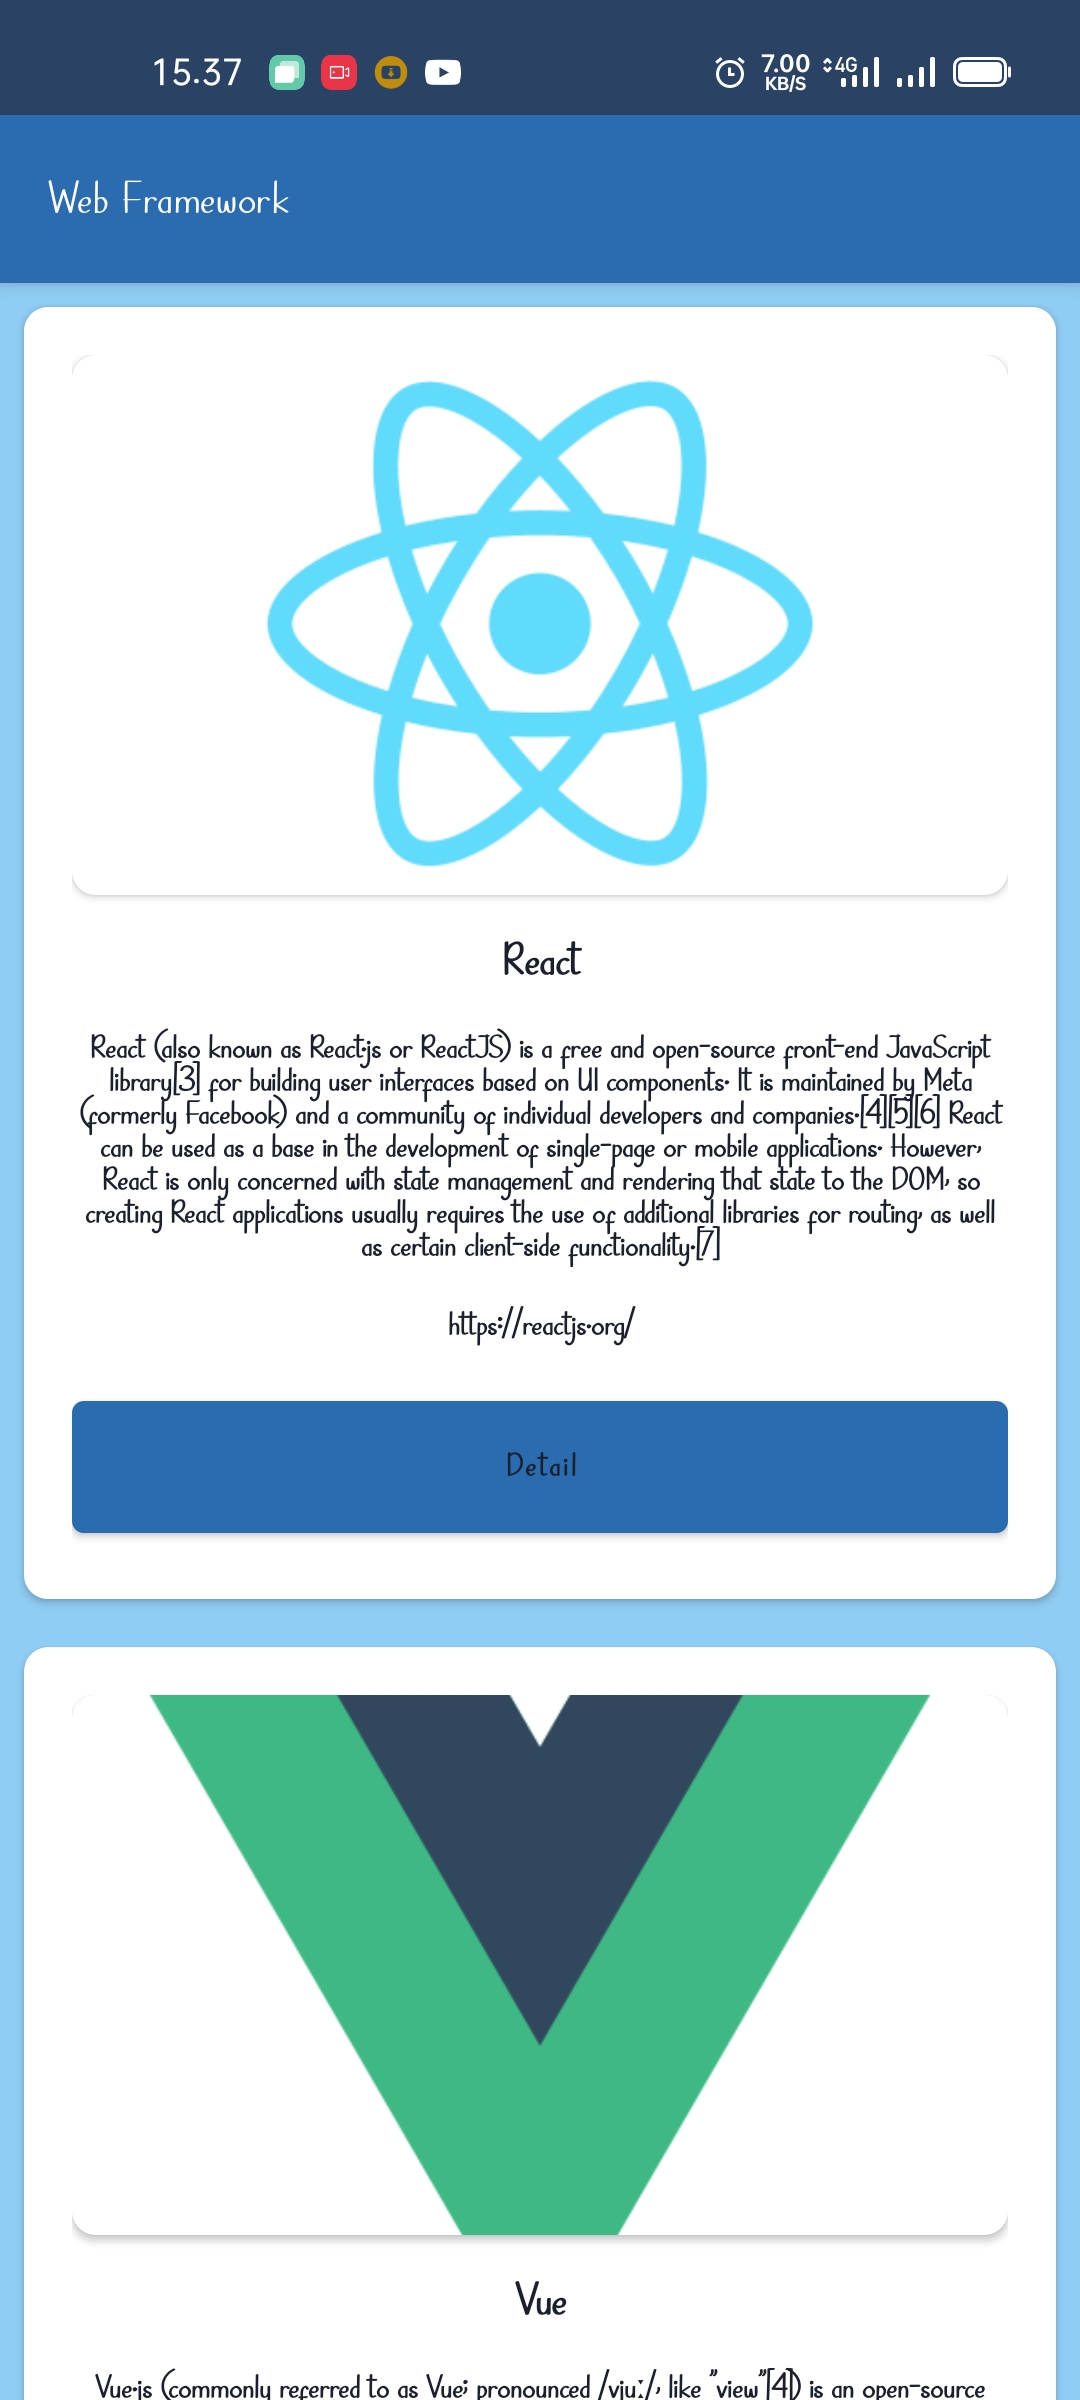 15.37
7.00
KB/S
4G
Web Framework
React
React (also known as React.js or ReactJS) is a free and open-source front-end JavaScript
library[3] for building user interfaces based on UI components. It is maintained by Meta
(formerly Facebook) and a community of individual developers and companies.[4][5][6] React
can be used as a base in the development of single-page or mobile applications. However,
React is only concerned with state management and rendering that state to the DOM, so
creating React applications usually requires the use of additional libraries for routing, as well
as certain client-side functionality.[7]
https://reactjs.org/
Detail
Vue
Vue.js (commonly referred to as Vue; pronounced /vjuː/, like "view"[4]) is an open-source